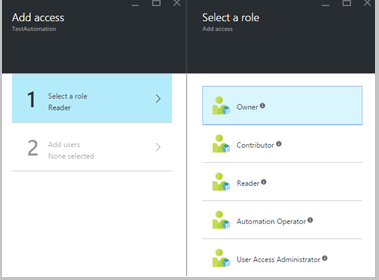 Add access
TestAutomation
1
Select a role
Reader
2
Add users
None selected
Select a role
Add access
Owner
Contributor
Reader
Automation Operator
User Access Administrator